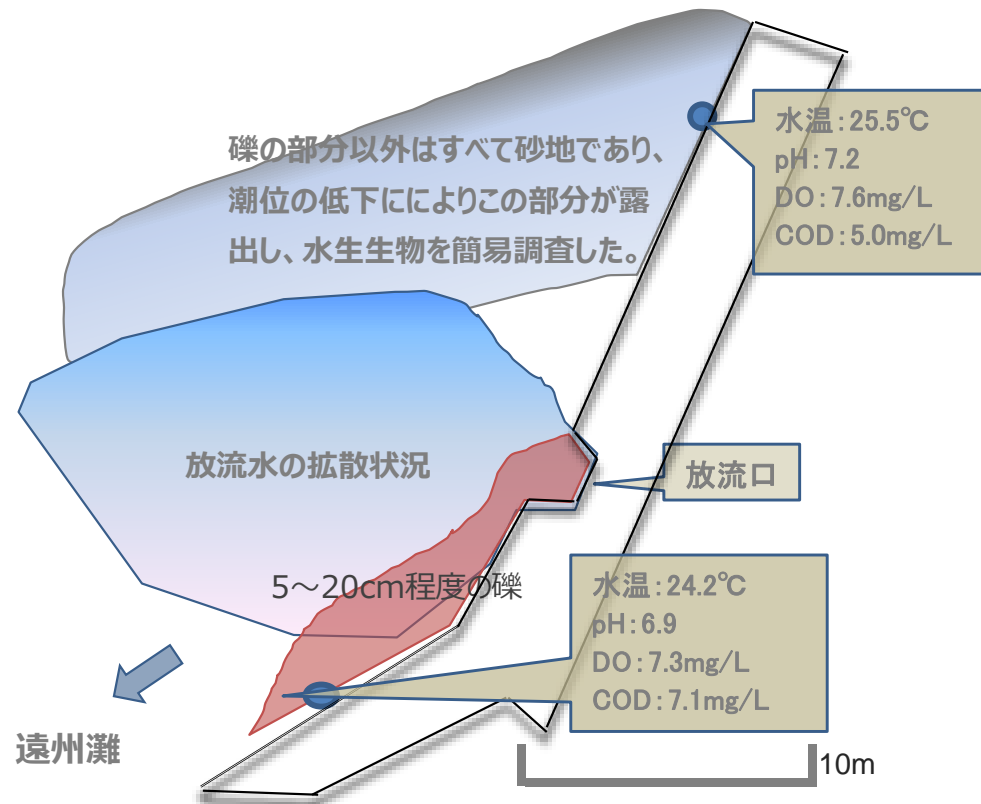 水温：25.5℃
pH：7.2
DO：7.6mg/L
COD：5.0mg/L
礫の部分以外はすべて砂地であり、
潮位の低下にによりこの部分が露
出し、水生生物を簡易調査した。
放流水の拡散状況
放流口
5～20cm程度の礫
水温：24.2℃
pH：6.9
DO：7.3mg/L
COD：7.1mg/L
遠州灘
10m